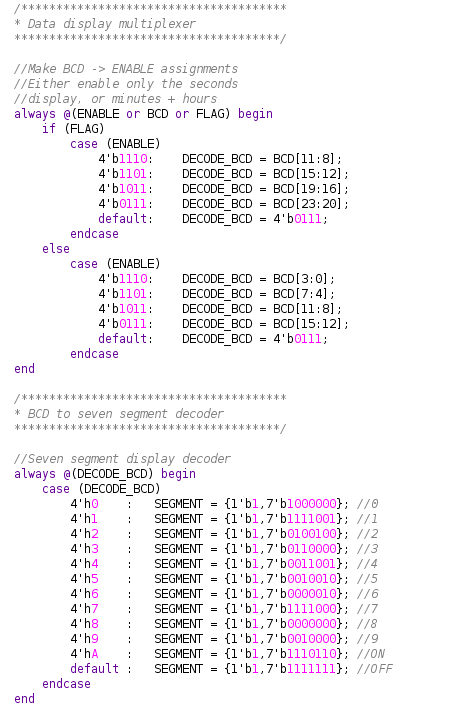 /**************************************
* Data display multiplexer
**************************************/

//Make BCD -> ENABLE assignments
//Either enable only the seconds
//display, or minutes + hours
always @(ENABLE or BCD or FLAG) begin
    if (FLAG)
        case (ENABLE)
            4'b1110:    DECODE_BCD = BCD[11:8];
            4'b1101:    DECODE_BCD = BCD[15:12];
            4'b1011:    DECODE_BCD = BCD[19:16];
            4'b0111:    DECODE_BCD = BCD[23:20];
            default:    DECODE_BCD = 4'b0111;
        endcase
    else
        case (ENABLE)
            4'b1110:    DECODE_BCD = BCD[3:0];
            4'b1101:    DECODE_BCD = BCD[7:4];
            4'b1011:    DECODE_BCD = BCD[11:8];
            4'b0111:    DECODE_BCD = BCD[15:12];
            default:    DECODE_BCD = 4'b0111;
        endcase
end

/**************************************
* BCD to seven segment decoder
**************************************/

//Seven segment display decoder
always @(DECODE_BCD) begin
    case (DECODE_BCD)
        4'h0    :   SEGMENT = {1'b1,7'b1000000}; //0
        4'h1    :   SEGMENT = {1'b1,7'b1111001}; //1
        4'h2    :   SEGMENT = {1'b1,7'b0100100}; //2
        4'h3    :   SEGMENT = {1'b1,7'b0110000}; //3
        4'h4    :   SEGMENT = {1'b1,7'b0011001}; //4
        4'h5    :   SEGMENT = {1'b1,7'b0010010}; //5
        4'h6    :   SEGMENT = {1'b1,7'b0000010}; //6
        4'h7    :   SEGMENT = {1'b1,7'b1111000}; //7
        4'h8    :   SEGMENT = {1'b1,7'b0000000}; //8
        4'h9    :   SEGMENT = {1'b1,7'b0010000}; //9
        4'hA    :   SEGMENT = {1'b1,7'b1110110}; //ON
        default :   SEGMENT = {1'b1,7'b1111111}; //OFF
    endcase
end